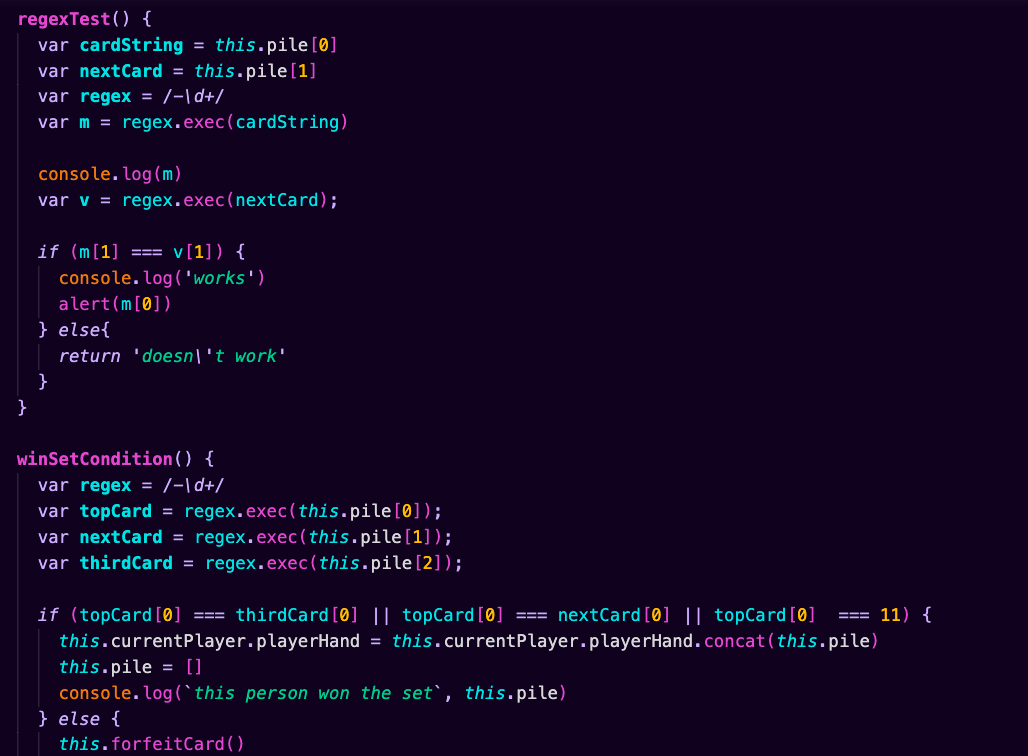 regexTest() {
var cardString = this.pile[0]
var nextCard = this.pile[1]
var regex = /-\d+/
var m = regex.exec(cardString)
console.log(m)
var v = regex.exec(nextCard);
if (m[1] === v[1]) {
console.log('works')
alert(m[0])
} else{
return 'doesn\'t work'
}
}
winSetCondition() {
var regex = /-\d+/
var topCard = regex.exec(this.pile[0]);
var nextCard = regex.exec(this.pile[1]);
var thirdCard = regex.exec(this.pile[2]);
if (topCard[0] === thirdCard[0] || topCard[0] === nextCard[0] || topCard[0]  === 11) {
this.currentPlayer.playerHand = this.currentPlayer.playerHand.concat(this.pile)
this.pile = []
console.log(`this person won the set`, this.pile)
} else {
this.forfeitCard()